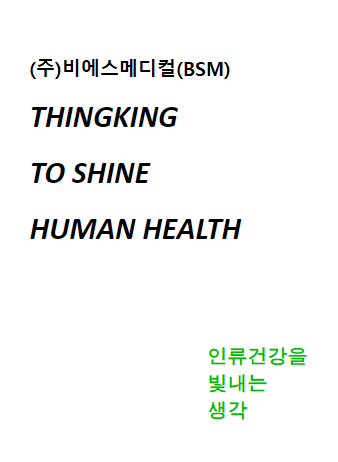 (주)비에스메디컬(BSM)
THINGKING
TO SHINE
HUMAN HEALTH
인류건강을
빛내는
생각